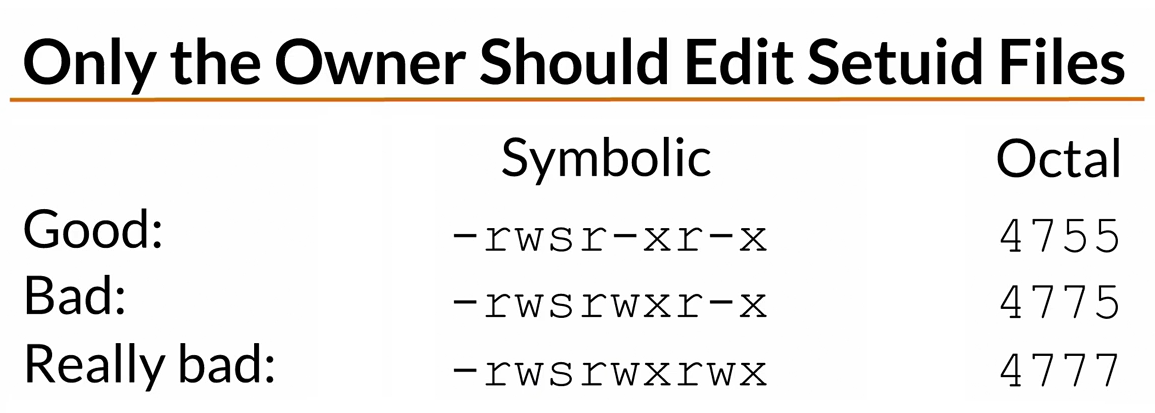 Only the Owner Should Edit Setuid Files
Symbolic Octal
Good: -rwsr-xr-x 4755
Bad: -rwsrwxr-x 4775
Really bad: -rwsrwxrwx 4777